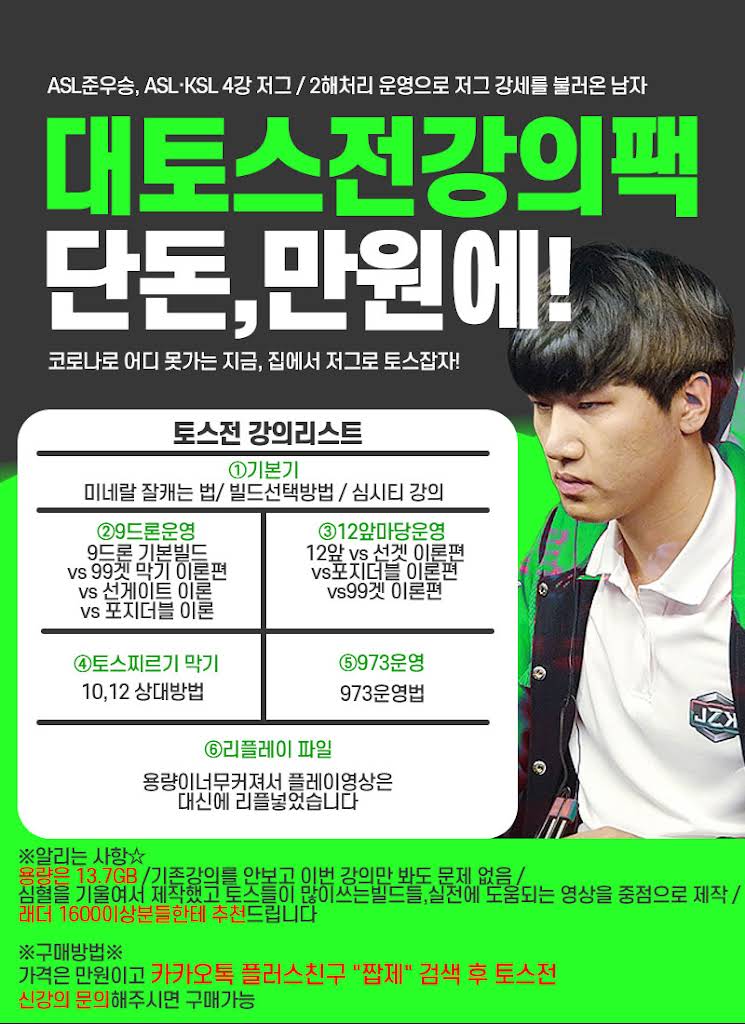 ASL준우승, ASL·KSL 4강 저그 / 2해처리 운영으로 저그 강세를 불러온 남자
대토스전강의팩
단돈,만원에!
코로나로 어디 못가는 지금, 집에서 저그로 토스잡자!
토스전 강의리스트
①기본기
미네랄 잘캐는 법/ 빌드선택방법 / 심시티 강의
②9드론운영
9드론 기본빌드
vs 99겟 막기 이론편
vs 선게이트 이론
vs 포지더블 이론
③12앞마당운영
12앞 vs 선겟 이론편
vs포지더블 이론편
vs99겟 이론편
④토스찌르기 막기
10,12 상대방법
⑤973운영
973운영법
⑥리플레이 파일
용량이너무커져서 플레이영상은
대신에 리플넣었습니다
※알리는 사항☆
용량은 13.7GB /기존강의를 안보고 이번 강의만 봐도 문제 없음 /
심혈을 기울여서 제작했고 토스들이 많이쓰는빌드들,실전에 도움되는 영상을 중점으로 제작 /
래더 1600이상분들한테 추천드립니다
※구매방법※
가격은 만원이고 카카오톡 플러스친구 "짭제" 검색 후 토스전
신강의 문의해주시면 구매가능
KSL